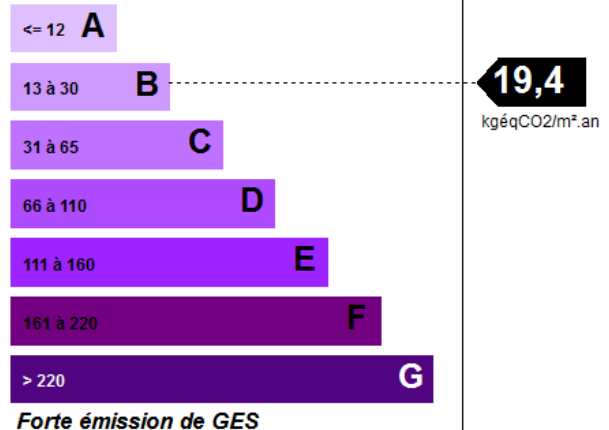 <= 12 A
13 à 30 B
19,4
kgéqCO2/m².an
31 à 65 C
66 à 110 D
111 à 160 E
161 à 220 F
> 220 G
Forte émission de GES